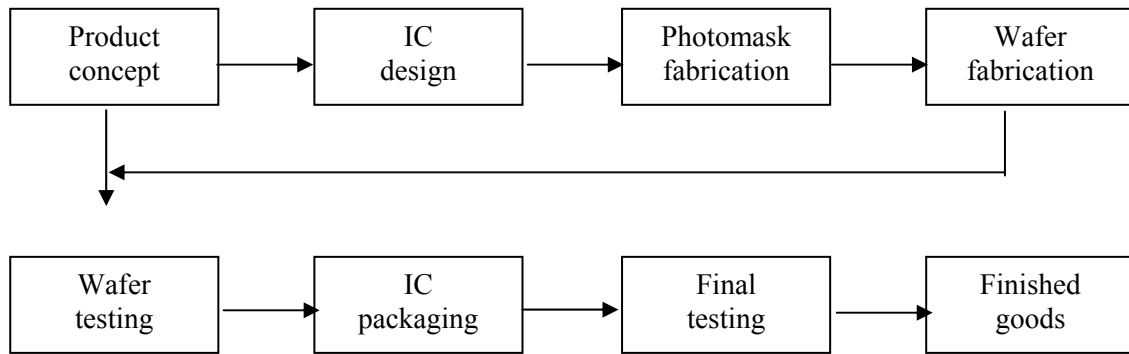 Product
concept
IC
design
Photomask
fabrication
Wafer
fabrication
Wafer
testing
IC
packaging
Final
testing
Finished
goods